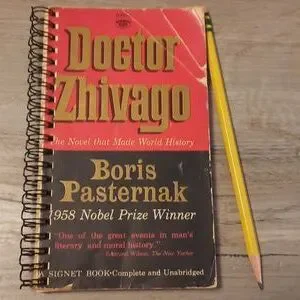 Doctor
Zhivago
the Novel that Made World History
Boris
Pasternak
1958 Nobel Prize Winner
"One of the great events in man's
literary and moral history."
Edmund Wilson, The New Yorker
A SIGNET BOOK·Complete and Unabridged